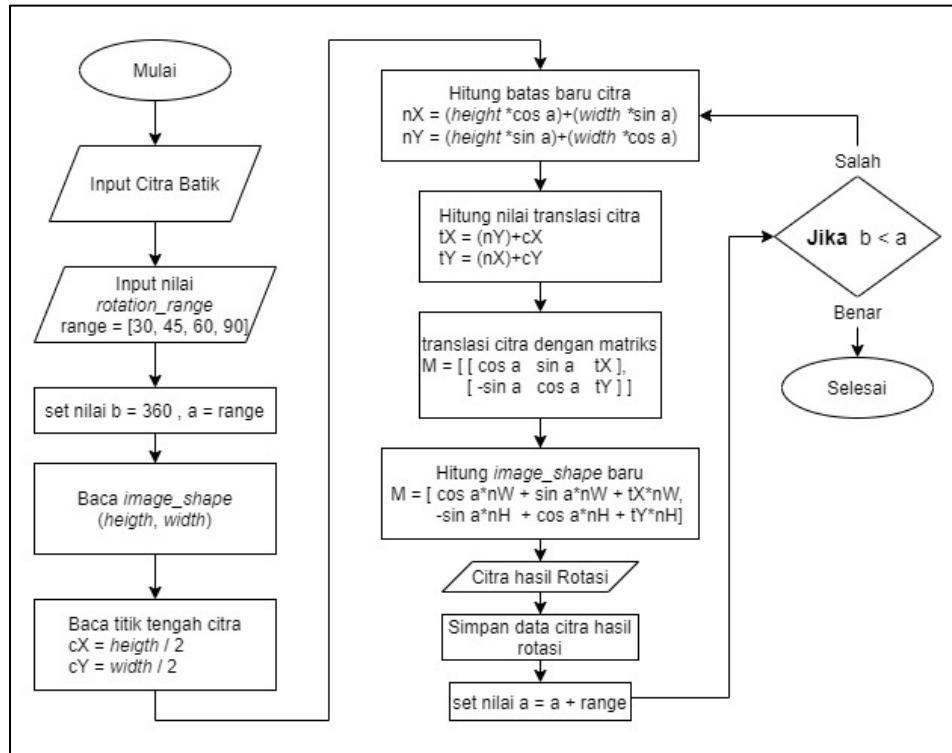 Mulai
Input Citra Batik
Input nilai
rotation_range
range = [30, 45, 60, 90]
set nilai b = 360 , a = range
Baca image_shape
(heigth, width)
Baca titik tengah citra
cX = heigth / 2
cY = width / 2
Hitung batas baru citra
nX = (height *cos a)+(width *sin a)
nY = (height *sin a)+(width *cos a)
Hitung nilai translasi citra
tX = (nY)+cX
tY = (nX)+cY
translasi citra dengan matriks
M = [ [ cos a sin a tX ],
[ -sin a cos a tY ] ]
Hitung image_shape baru
M = [ cos a*nW + sin a*nW + tX*nW,
-sin a*nH + cos a*nH + tY*nH]
Citra hasil Rotasi
Simpan data citra hasil
rotasi
set nilai a = a + range
Salah
Jika b < a
Benar
Selesai